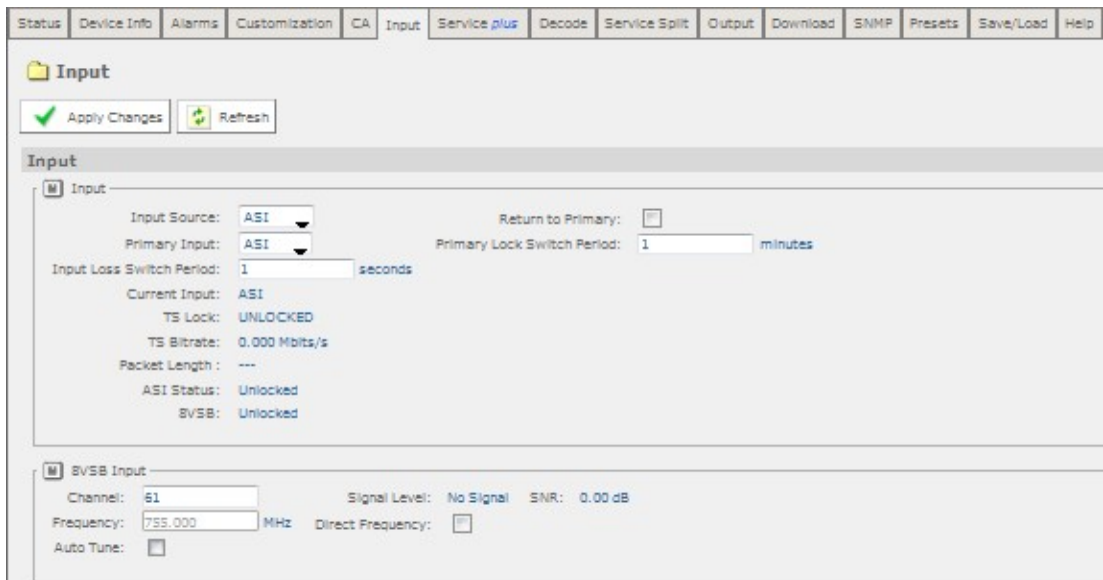 Status Device Info Alarms Customization CA Input Service plus Decode Service Split Output Download SNMP Presets Save/Load Help
Input
Apply Changes Refresh
Input
M Input
Input Source: ASI Return to Primary:
Primary Input: ASI Primary Lock Switch Period: 1 minutes
Input Loss Switch Period: 1 seconds
Current Input: ASI
TS Lock: UNLOCKED
TS Bitrate: 0.000 Mbits/s
Packet Length : ---
ASI Status: Unlocked
8VSB: Unlocked
M 8VSB Input
Channel: 61 Signal Level: No Signal SNR: 0.00 dB
Frequency: 755.000 MHz Direct Frequency:
Auto Tune: